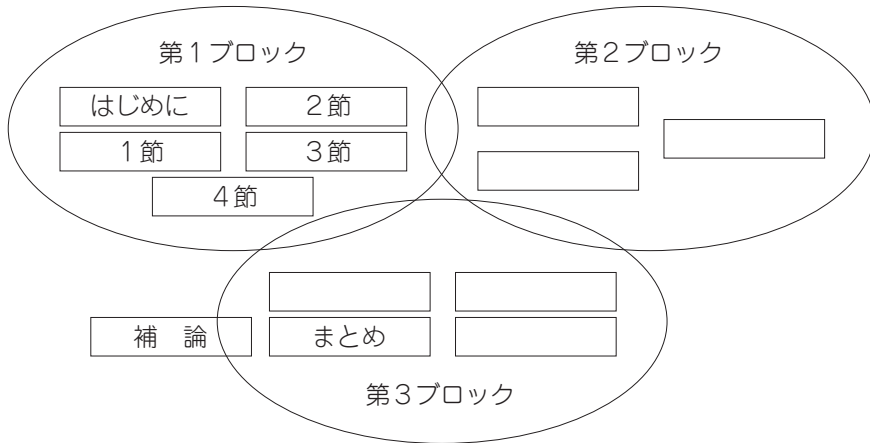 第1ブロック
はじめに
2節
1節
3節
4節
第2ブロック
補　論
まとめ
第3ブロック